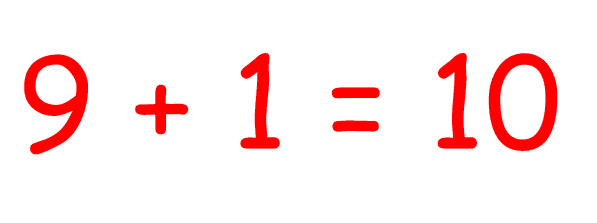 9 + 1 = 10